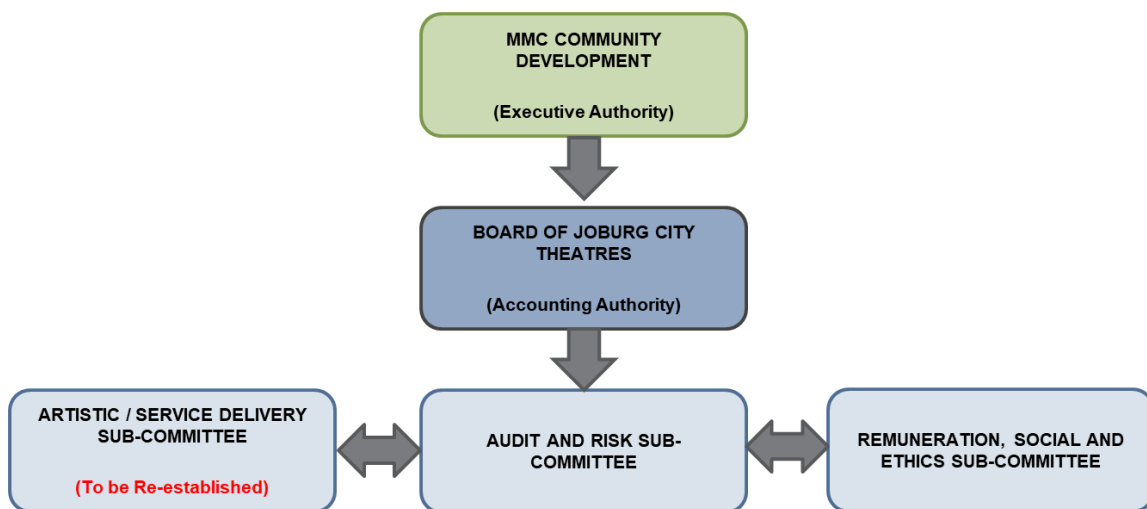 MMC COMMUNITY
DEVELOPMENT
(Executive Authority)
BOARD OF JOBURG CITY
THEATRES
(Accounting Authority)
ARTISTIC / SERVICE DELIVERY
SUB-COMMITTEE
(To be Re-established)
AUDIT AND RISK SUB-
COMMITTEE
REMUNERATION, SOCIAL AND
ETHICS SUB-COMMITTEE